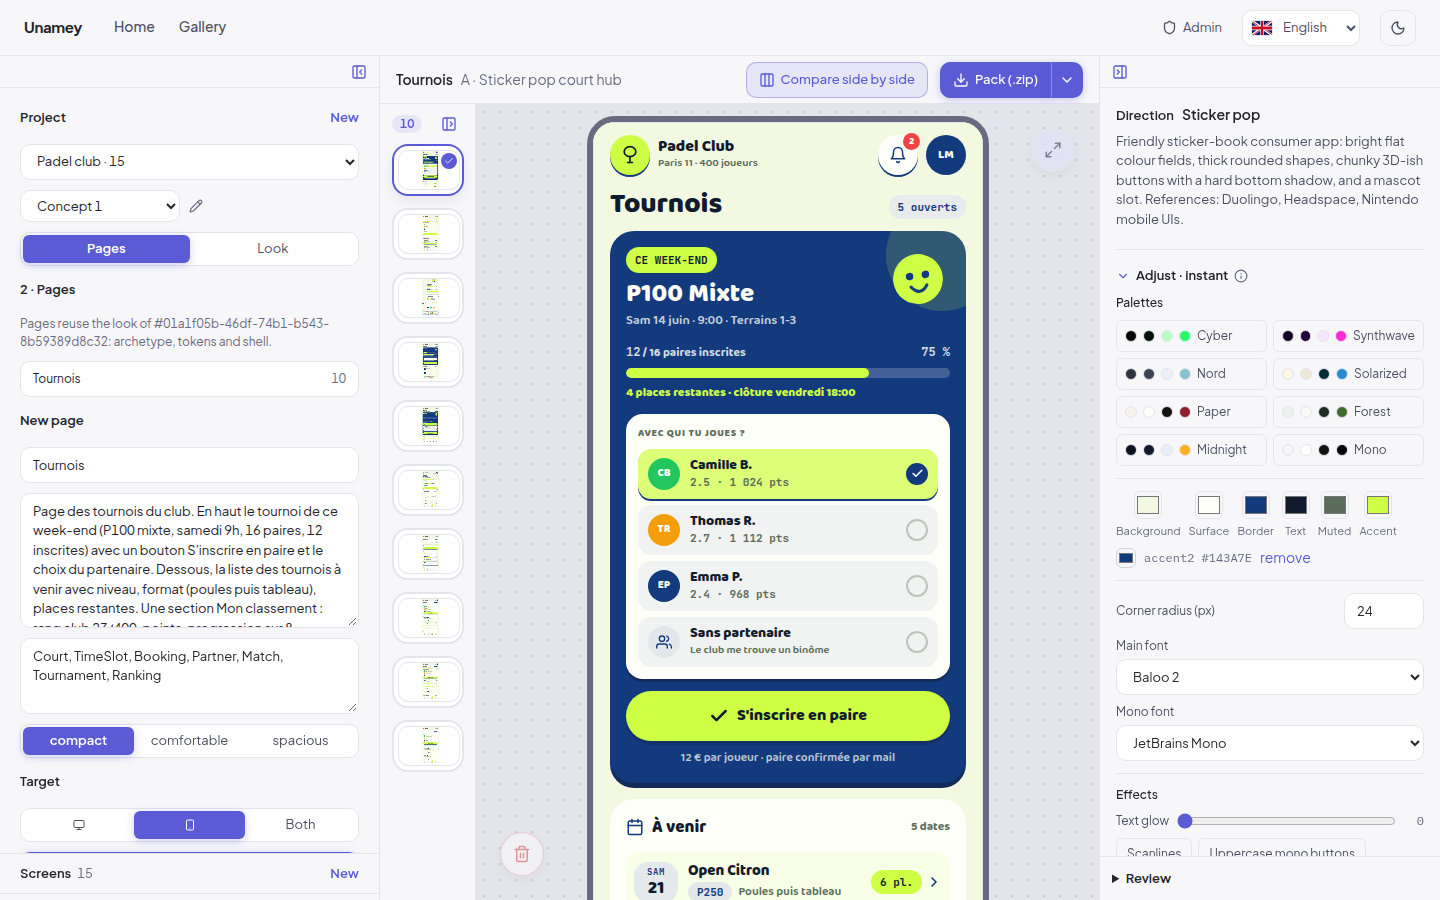 Unamey
Home
Gallery
Admin
English
Project
New
Padel club · 15
Concept 1
Pages
Look
2 · Pages
Pages reuse the look of #01a1f05b-46df-74b1-b543-
8b59389d8c32: archetype, tokens and shell.
Tournois
10
New page
Tournois
Page des tournois du club. En haut le tournoi de ce
week-end (P100 mixte, samedi 9h, 16 paires, 12
inscrites) avec un bouton S'inscrire en paire et le
choix du partenaire. Dessous, la liste des tournois à
venir avec niveau, format (poules puis tableau),
places restantes. Une section Mon classement :
Court, TimeSlot, Booking, Partner, Match,
Tournament, Ranking
compact
comfortable
spacious
Target
Both
Screens 15
New
Tournois A · Sticker pop court hub
Compare side by side
Pack (.zip)
10
Padel Club
Paris 11 · 400 joueurs
2
LM
Tournois
5 ouverts
CE WEEK-END
P100 Mixte
Sam 14 juin · 9:00 · Terrains 1-3
12 / 16 paires inscrites
75 %
4 places restantes · clôture vendredi 18:00
AVEC QUI TU JOUES ?
CB
Camille B.
2.5 · 1 024 pts
TR
Thomas R.
2.7 · 1 112 pts
EP
Emma P.
2.4 · 968 pts
Sans partenaire
Le club me trouve un binôme
S'inscrire en paire
12 € par joueur · paire confirmée par mail
À venir
5 dates
SAM
21
Open Citron
P250
Poules puis tableau
6 pl.
Direction Sticker pop
Friendly sticker-book consumer app: bright flat
colour fields, thick rounded shapes, chunky 3D-ish
buttons with a hard bottom shadow, and a mascot
slot. References: Duolingo, Headspace, Nintendo
mobile UIs.
Adjust · instant
Palettes
Cyber
Synthwave
Nord
Solarized
Paper
Forest
Midnight
Mono
Background
Surface
Border
Text
Muted
Accent
accent2 #143A7E remove
Corner radius (px)
24
Main font
Baloo 2
Mono font
JetBrains Mono
Effects
Text glow
0
Scanlines
Uppercase mono buttons
Review